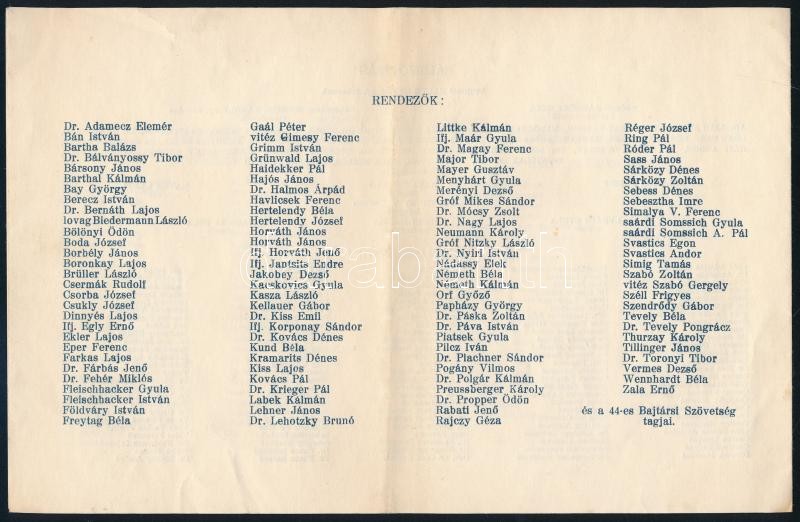 RENDEZŐK:
Dr. Adamecz Elemér
Bán István
Bartha Balázs
Dr. Bálványossy Tibor
Bársony János
Barthal Kálmán
Bay György
Berecz István
Dr. Bernáth Lajos
lovag Biedermann László
Bölönyi Ödön
Boda József
Borbély János
Boronkay Lajos
Brüller László
Csermák Rudolf
Csorba József
Csukly József
Dinnyés Lajos
Ifj. Egly Ernő
Ekler Lajos
Eper Ferenc
Farkas Lajos
Dr. Fárbás Jenő
Dr. Fehér Miklós
Fleischhacker Gyula
Fleischhacker István
Földváry István
Freytag Béla
Gaál Péter
vitéz Gimesy Ferenc
Grimm István
Grünwald Lajos
Haidekker Pál
Hajós János
Dr. Halmos Árpád
Havlicsek Ferenc
Hertelendy Béla
Hertelendy József
Horváth János
Horváth János
Ifj. Horváth Jenő
Ifj. Jantsits Endre
Jakobey Dezső
Kacskovics Gyula
Kasza László
Kellauer Gábor
Dr. Kiss Emil
Ifj. Korponay Sándor
Dr. Kovács Dénes
Kund Béla
Kramarits Dénes
Kiss Lajos
Kovács Pál
Dr. Krieger Pál
Labek Kálmán
Lehner János
Dr. Lehotzky Brunó
Littke Kálmán
Ifj. Maár Gyula
Dr. Magay Ferenc
Major Tibor
Mayer Gusztáv
Menyhárt Gyula
Merényi Dezső
Gróf Mikes Sándor
Dr. Mócsy Zsolt
Dr. Nagy Lajos
Neumann Károly
Gróf Nitzky László
Dr. Nyiri István
Nádassy Elek
Németh Béla
Németh Kálmán
Orf Győző
Papházy György
Dr. Páska Zoltán
Dr. Páva István
Piatsek Gyula
Pilcz Iván
Dr. Plachner Sándor
Pogány Vilmos
Dr. Polgár Kálmán
Preussberger Károly
Dr. Propper Ödön
Rabati Jenő
Rajczy Géza
Réger József
Ring Pál
Róder Pál
Sass János
Sárközy Dénes
Sárközy Zoltán
Sebess Dénes
Sebesztha Imre
Simalya V. Ferenc
saárdi Somssich Gyula
saárdi Somssich A. Pál
Svastics Egon
Svastics Andor
Simig Tamás
Szabó Zoltán
vitéz Szabó Gergely
Széll Frigyes
Szendrődy Gábor
Tevely Béla
Dr. Tevely Pongrácz
Thurzay Károly
Tillinger János
Dr. Toronyi Tibor
Vermes Dezső
Wennhardt Béla
Zala Ernő
és a 44-es Bajtársi Szövetség
tagjai.